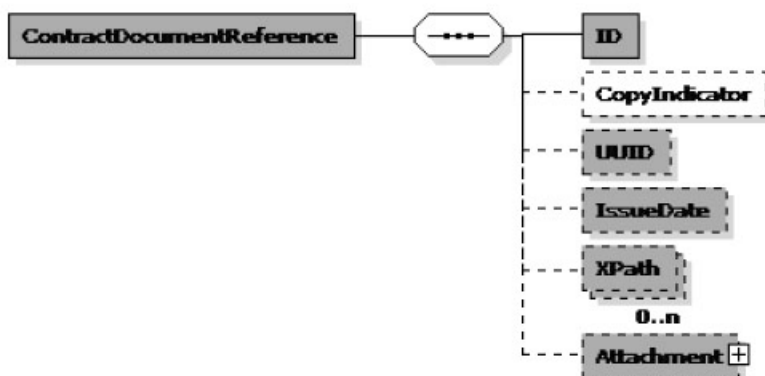 ContractDocumentReference
ID
CopyIndicator
UUID
IssueDate
XPath
0..n
Attachment